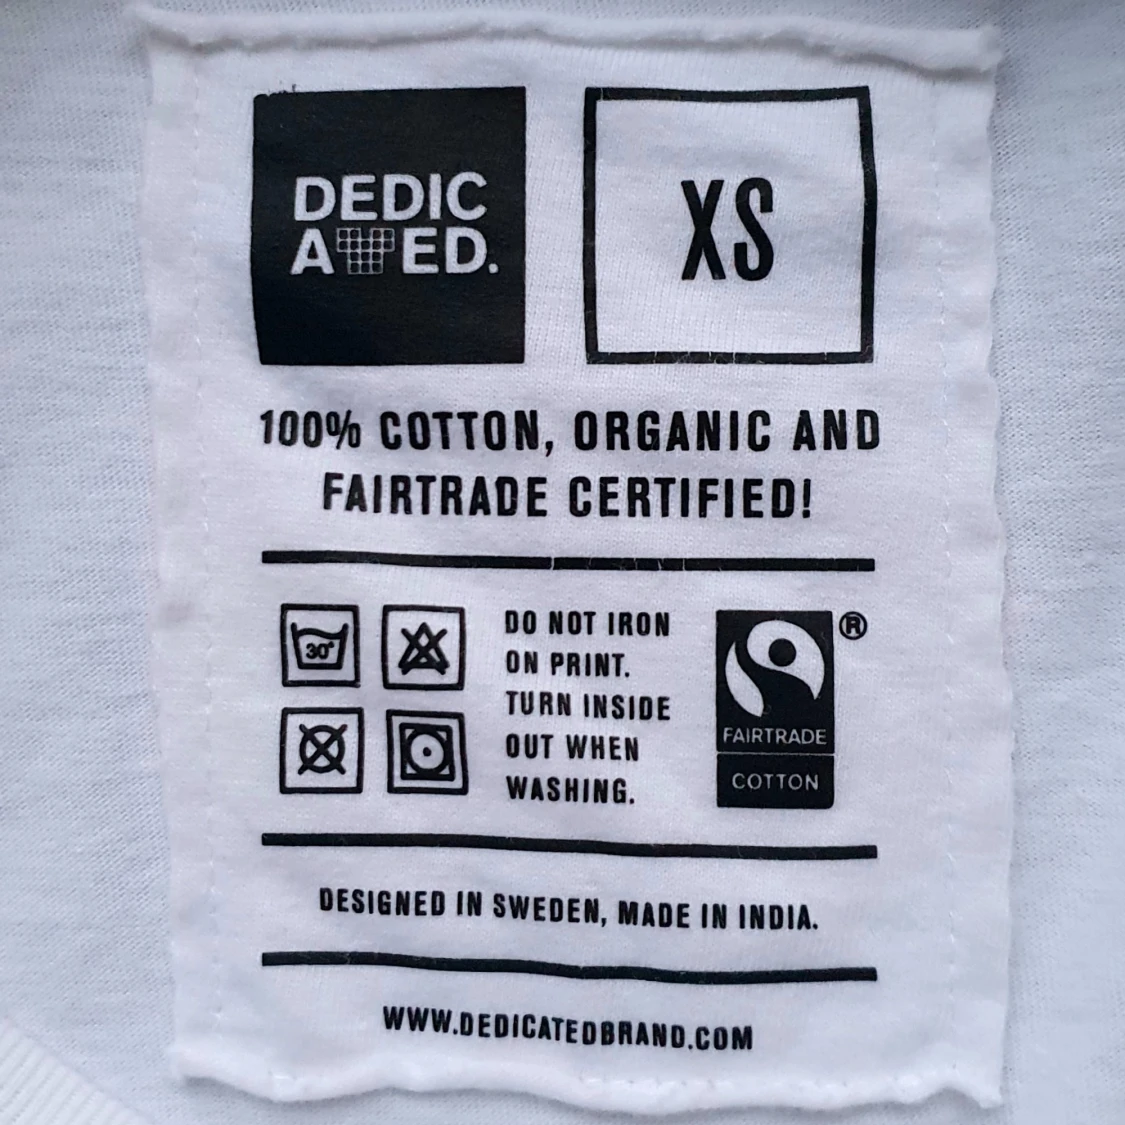 DEDIC
ATED.
XS
100% COTTON, ORGANIC AND
FAIRTRADE CERTIFIED!
30°
DO NOT IRON
ON PRINT.
TURN INSIDE
OUT WHEN
WASHING.
®
FAIRTRADE
COTTON
DESIGNED IN SWEDEN, MADE IN INDIA.
WWW.DEDICATEDBRAND.COM